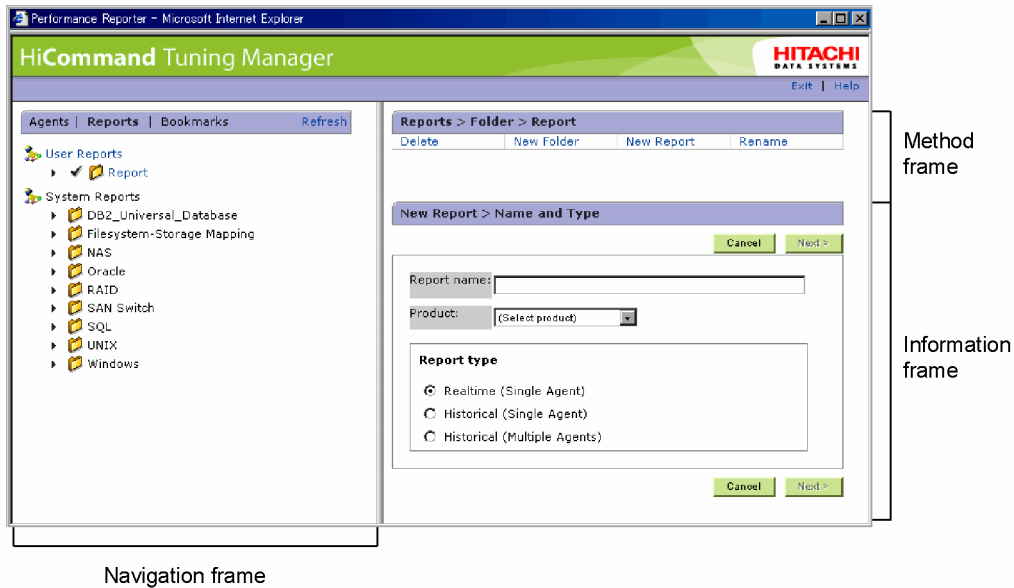 Performance Reporter - Microsoft Internet Explorer
HiCommand Tuning Manager
HITACHI
DATA SYSTEMS
Exit | Help
Agents | Reports | Bookmarks Refresh
User Reports
Report
System Reports
DB2_Universal_Database
Filesystem-Storage Mapping
NAS
Oracle
RAID
SAN Switch
SQL
UNIX
Windows
Reports > Folder > Report
Delete New Folder New Report Rename
New Report > Name and Type
Cancel Next >
Report name:
Product: (Select product)
Report type
Realtime (Single Agent)
Historical (Single Agent)
Historical (Multiple Agents)
Cancel Next >
Method
frame
Information
frame
Navigation frame